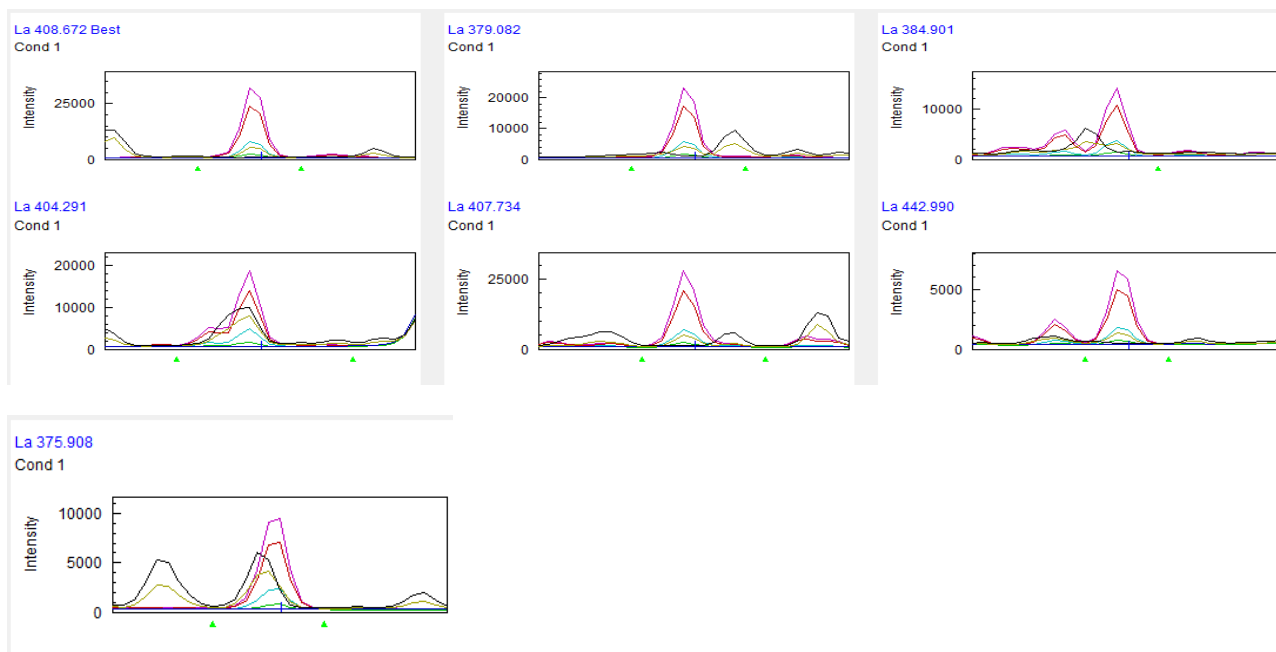 La 408.672 Best
Cond 1
Intensity
25000
0
La 379.082
Cond 1
Intensity
20000
10000
0
La 384.901
Cond 1
Intensity
10000
0
La 404.291
Cond 1
Intensity
20000
10000
0
La 407.734
Cond 1
Intensity
25000
0
La 442.990
Cond 1
Intensity
5000
0
La 375.908
Cond 1
Intensity
10000
5000
0